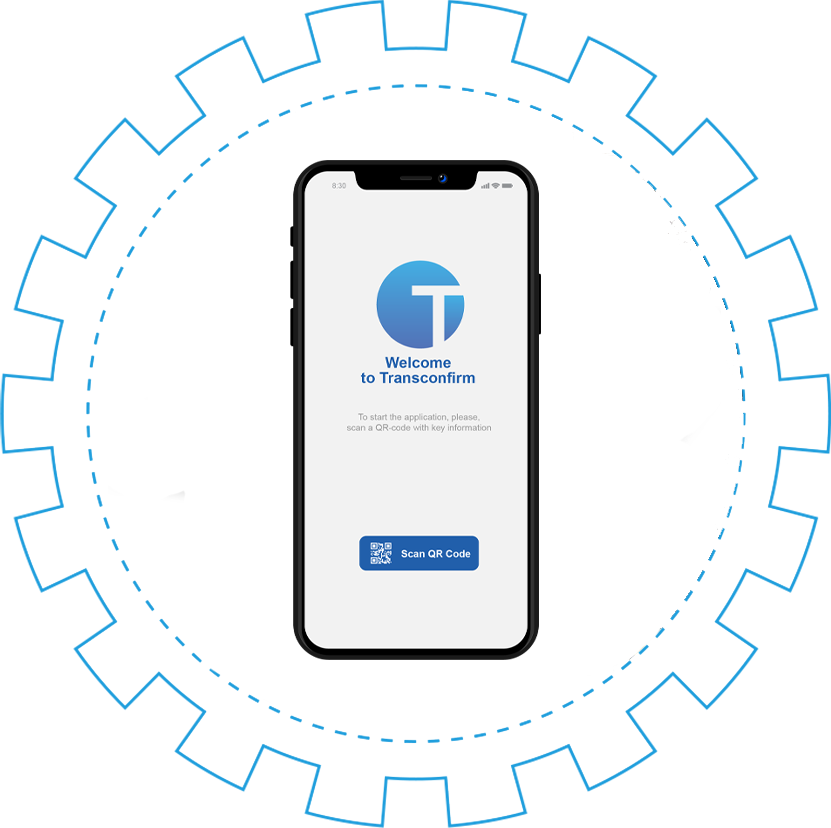 8:30
T
Welcome
to Transconfirm
To start the application, please,
scan a QR-code with key information
Scan QR Code